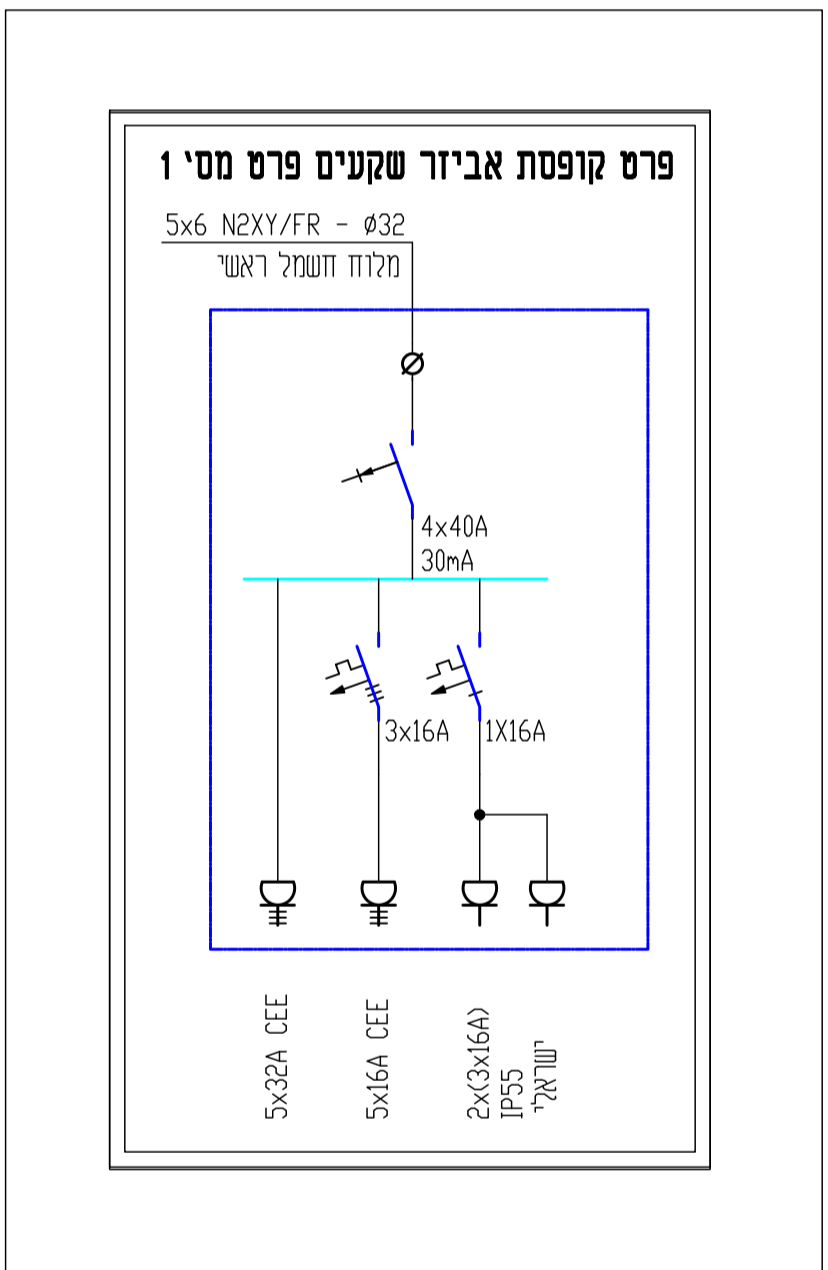 פרט קופסת אביזר שקעים פרט מס' 1
5x6 N2XY/FR - Ø32
מלוח חשמל ראשי
4x40A
30mA
3x16A
1X16A
5x32A CEE
5x16A CEE
2x(3x16A)
IP55
ישראלי